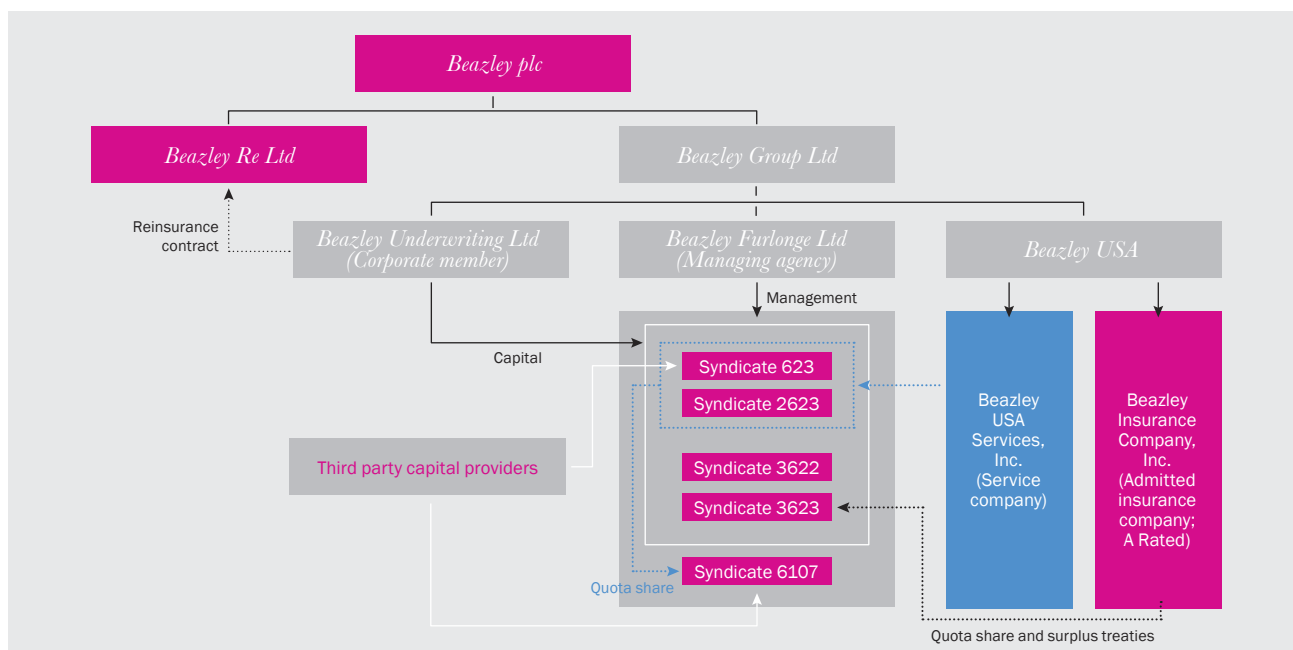 Beazley plc
Beazley Re Ltd
Beazley Group Ltd
Reinsurance
contract
Beazley Underwriting Ltd
(Corporate member)
Beazley Furlonge Ltd
(Managing agency)
Beazley USA
Management
Capital
Syndicate 623
Syndicate 2623
Third party capital providers
Syndicate 3622
Syndicate 3623
Syndicate 6107
Quota share
Beazley
USA
Services,
Inc.
(Service
company)
Beazley
Insurance
Company,
Inc.
(Admitted
insurance
company;
A Rated)
Quota share and surplus treaties